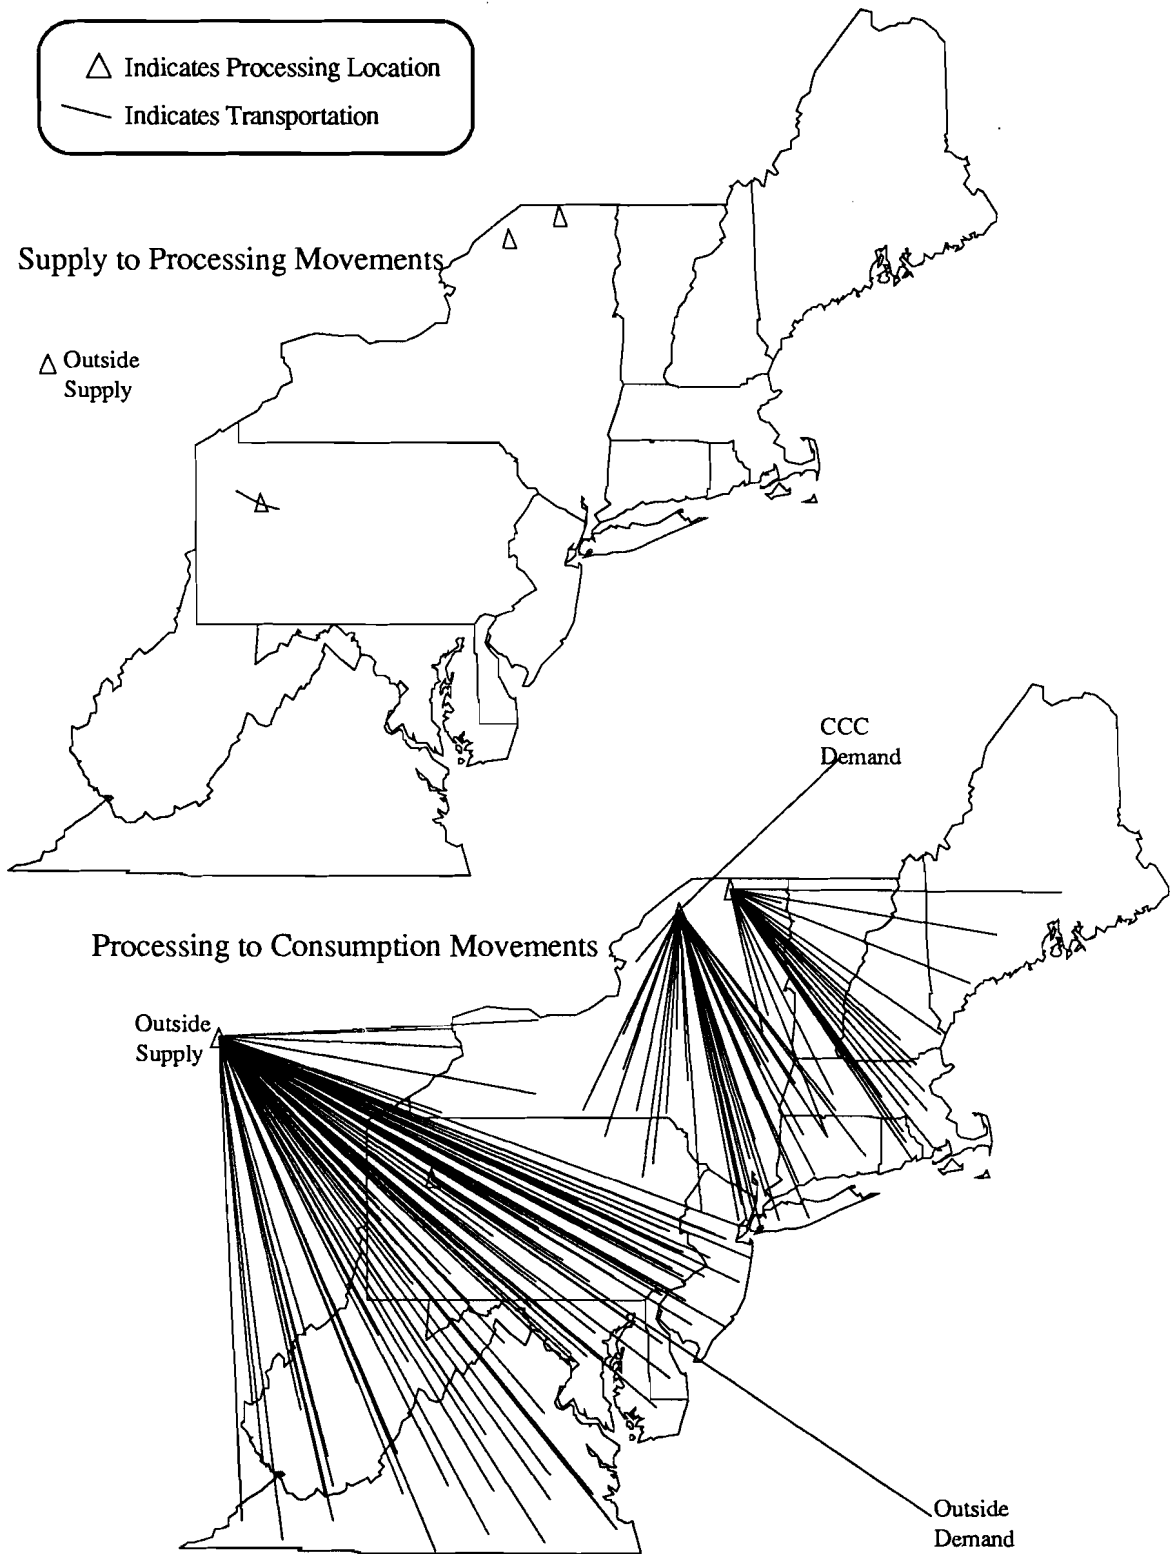 Indicates Processing Location
Indicates Transportation
Supply to Processing Movements
Outside
Supply
CCC
Demand
Processing to Consumption Movements
Outside
Supply
Outside
Demand